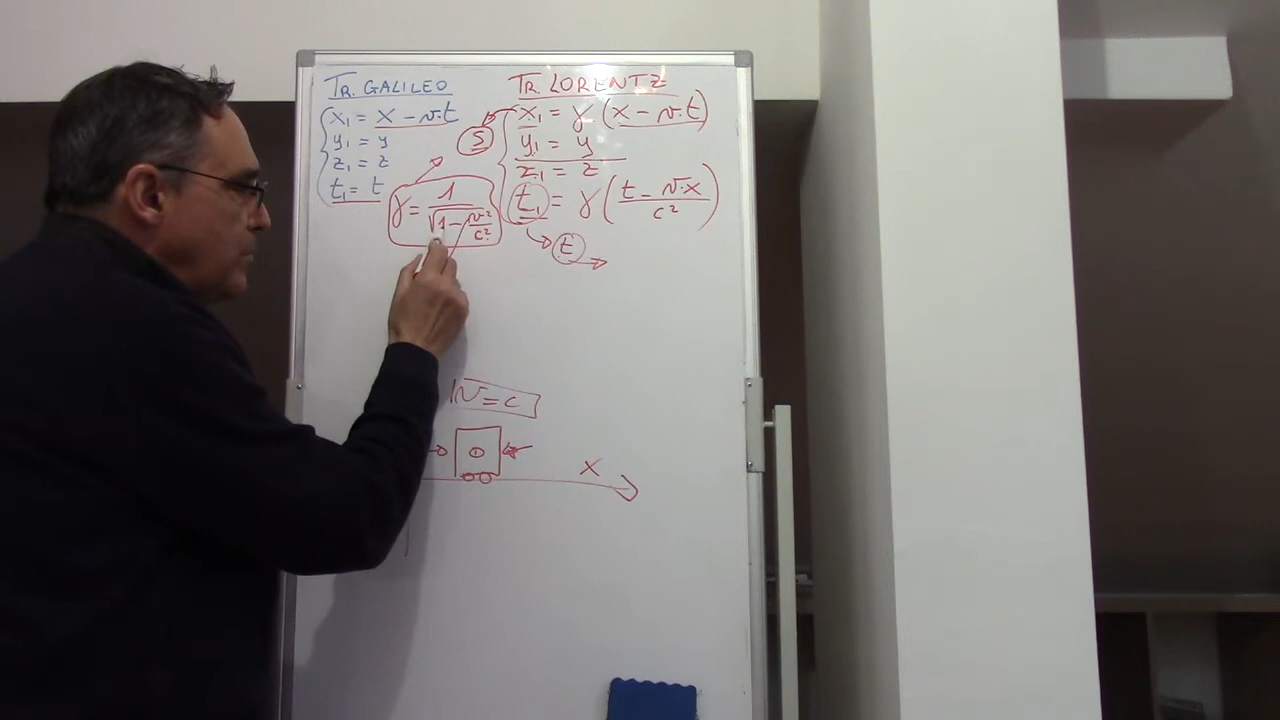 TR. GALILEO
x₁ = x - v·t
y₁ = y
z₁ = z
t₁ = t
TR. LORENTZ
x₁ = γ (x - v·t)
y₁ = y
z₁ = z
t₁ = γ (t - v·x / c²)
S
γ = 1 / √1 - v²/c²
t
v = c
x